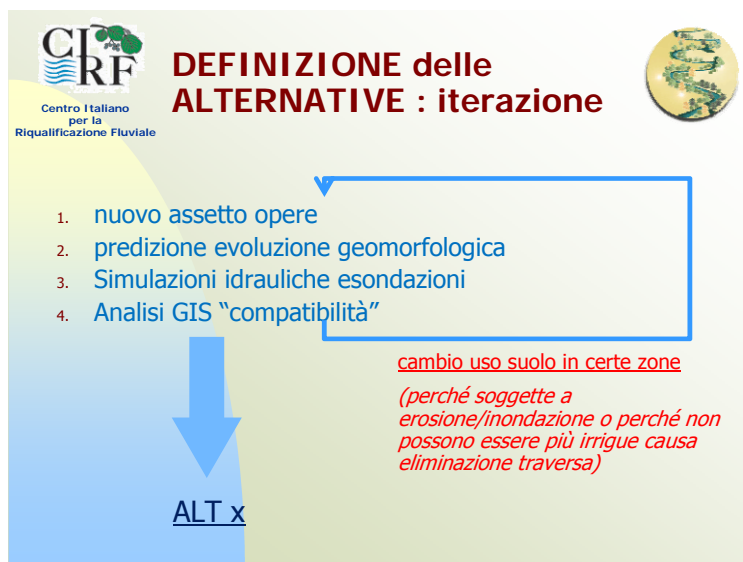 CIRF
Centro Italiano
per la
Riqualificazione Fluviale
DEFINIZIONE delle
ALTERNATIVE : iterazione
1. nuovo assetto opere
2. predizione evoluzione geomorfologica
3. Simulazioni idrauliche esondazioni
4. Analisi GIS “compatibilità”
cambio uso suolo in certe zone
(perché soggette a
erosione/inondazione o perché non
possono essere più irrigue causa
eliminazione traversa)
ALT x